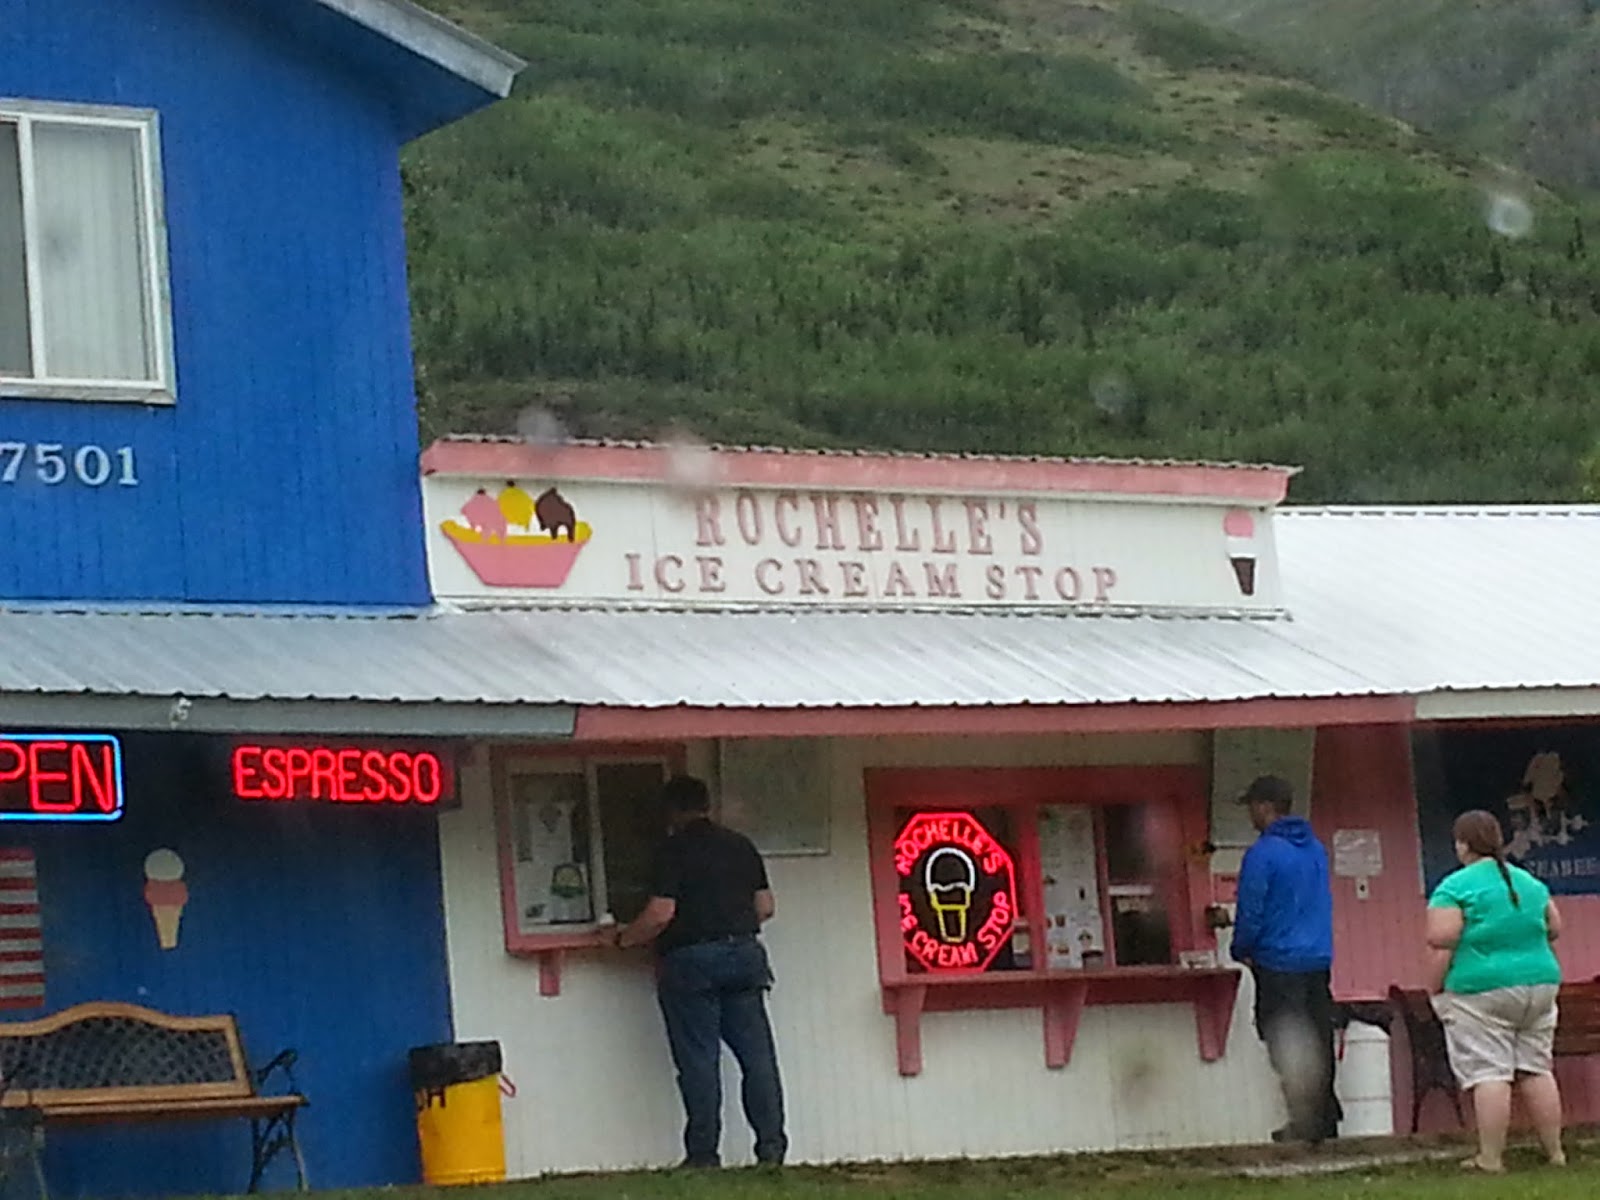 7501
ROCHELLE'S
ICE CREAM STOP
PEN
ESPRESSO
ROCHELLE'S
ICE CREAM STOP